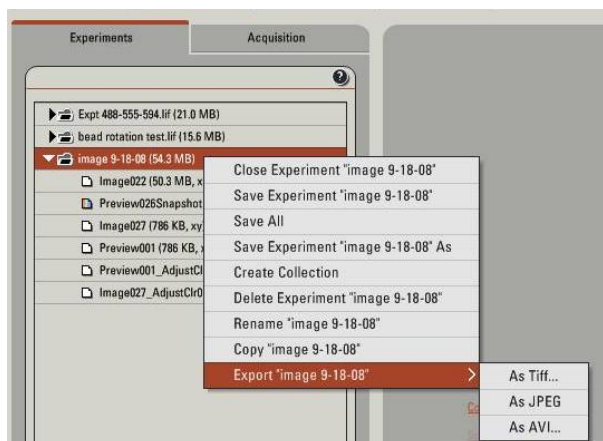 Experiments
Acquisition
?
Expt 488-555-594.lif (21.0 MB)
bead rotation test.lif (15.6 MB)
image 9-18-08 (54.3 MB)
Image022 (50.3 MB, x
Preview026Snapshot
Image027 (786 KB, xy
Preview001 (786 KB,
Preview001_AdjustCl
Image027_AdjustClr0
Close Experiment "image 9-18-08"
Save Experiment "image 9-18-08"
Save All
Save Experiment "image 9-18-08" As
Create Collection
Delete Experiment "image 9-18-08"
Rename "image 9-18-08"
Copy "image 9-18-08"
Export "image 9-18-08"
As Tiff...
As JPEG
As AVI...